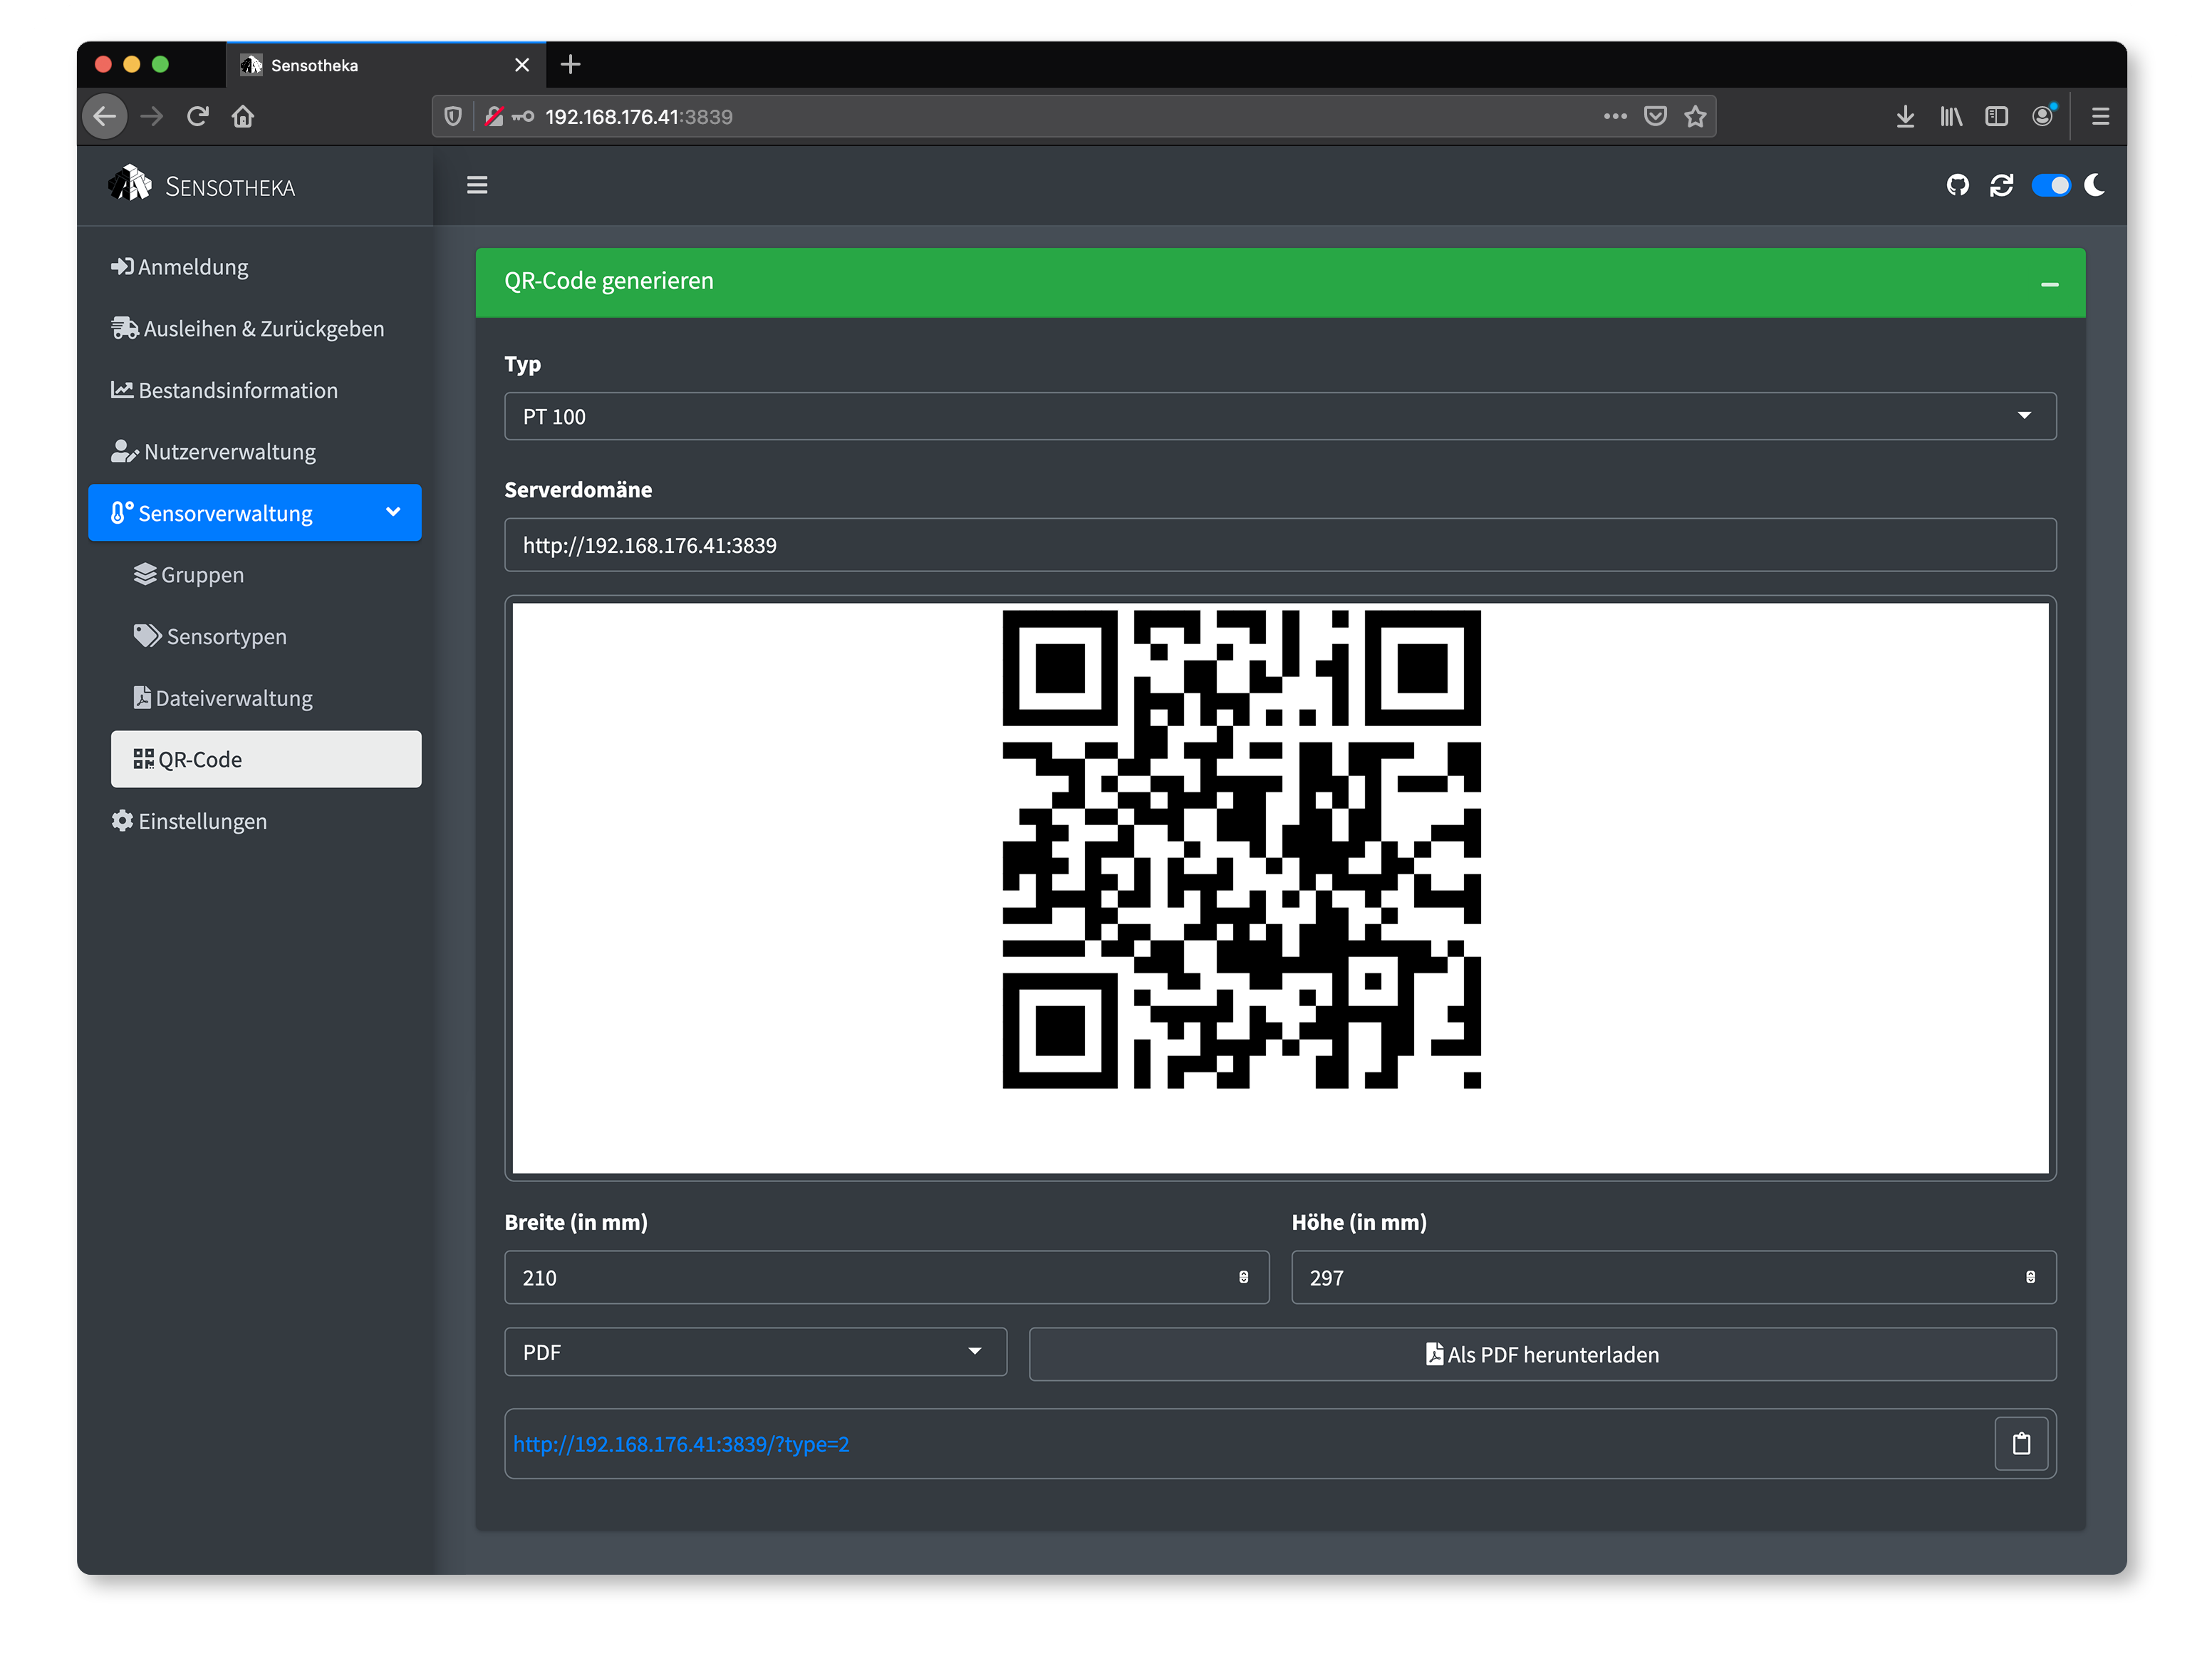 Sensotheka
192.168.176.41:3839
SENSOTHEKA
Anmeldung
Ausleihen & Zurückgeben
Bestandsinformation
Nutzerverwaltung
Sensorverwaltung
Gruppen
Sensortypen
Dateiverwaltung
QR-Code
Einstellungen
QR-Code generieren
Typ
PT 100
Serverdomäne
http://192.168.176.41:3839
Breite (in mm)
Höhe (in mm)
210
297
PDF
Als PDF herunterladen
http://192.168.176.41:3839/?type=2